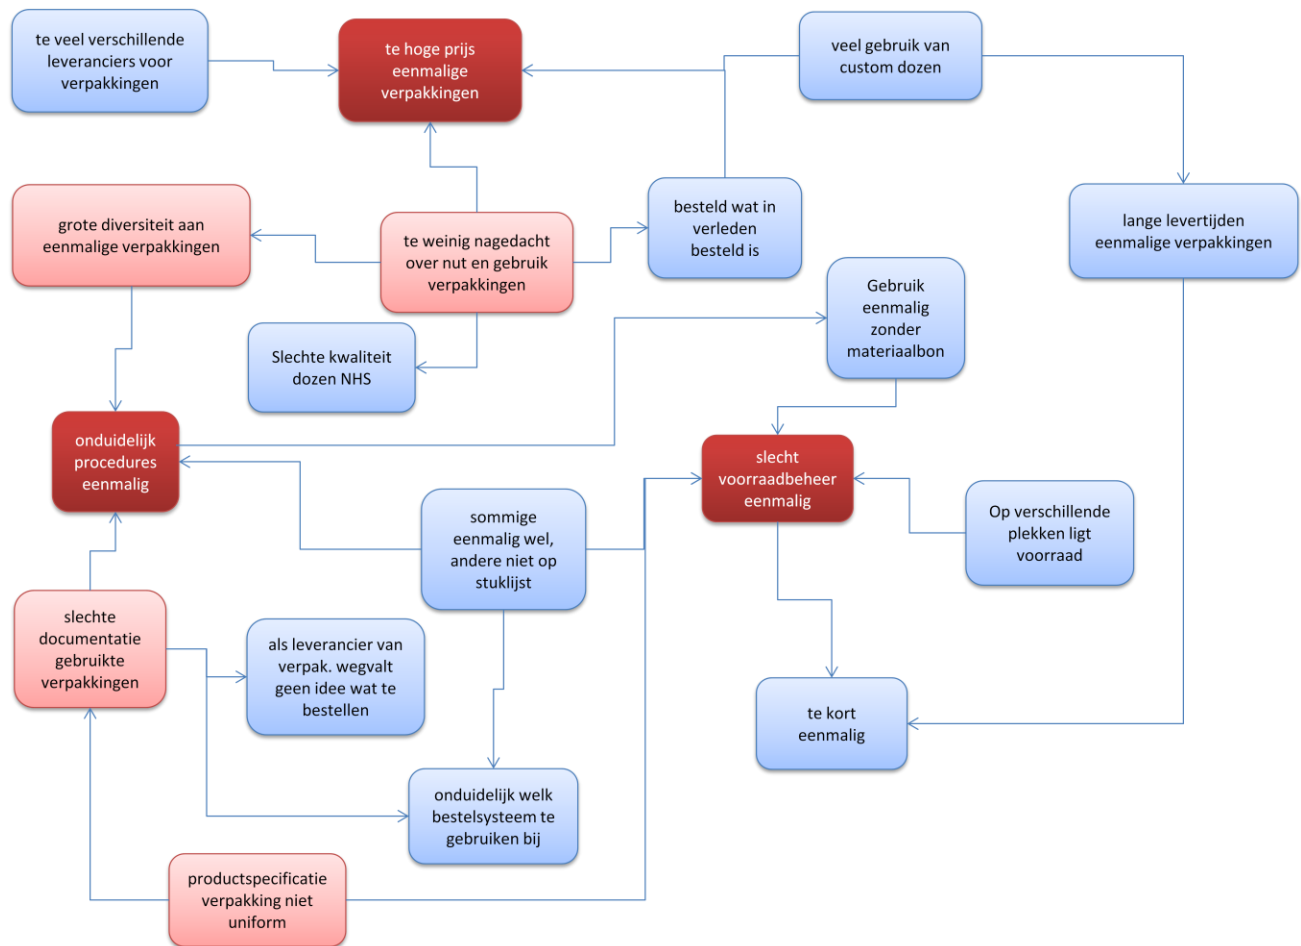 te veel verschillende
leveranciers voor
verpakkingen
te hoge prijs
eenmalige
verpakkingen
veel gebruik van
custom dozen
grote diversiteit aan
eenmalige verpakkingen
te weinig nagedacht
over nut en gebruik
verpakkingen
besteld wat in
verleden
besteld is
lange levertijden
eenmalige verpakkingen
Gebruik
eenmalig
zonder
materiaalbon
Slechte kwaliteit
dozen NHS
onduidelijk
procedures
eenmalig
slecht
voorraadbeheer
eenmalig
sommige
eenmalig wel,
andere niet op
stuklijst
Op verschillende
plekken ligt
voorraad
slechte
documentatie
gebruikte
verpakkingen
als leverancier van
verpak. wegvalt
geen idee wat te
bestellen
te kort
eenmalig
onduidelijk welk
bestelsysteem te
gebruiken bij
productspecificatie
verpakking niet
uniform